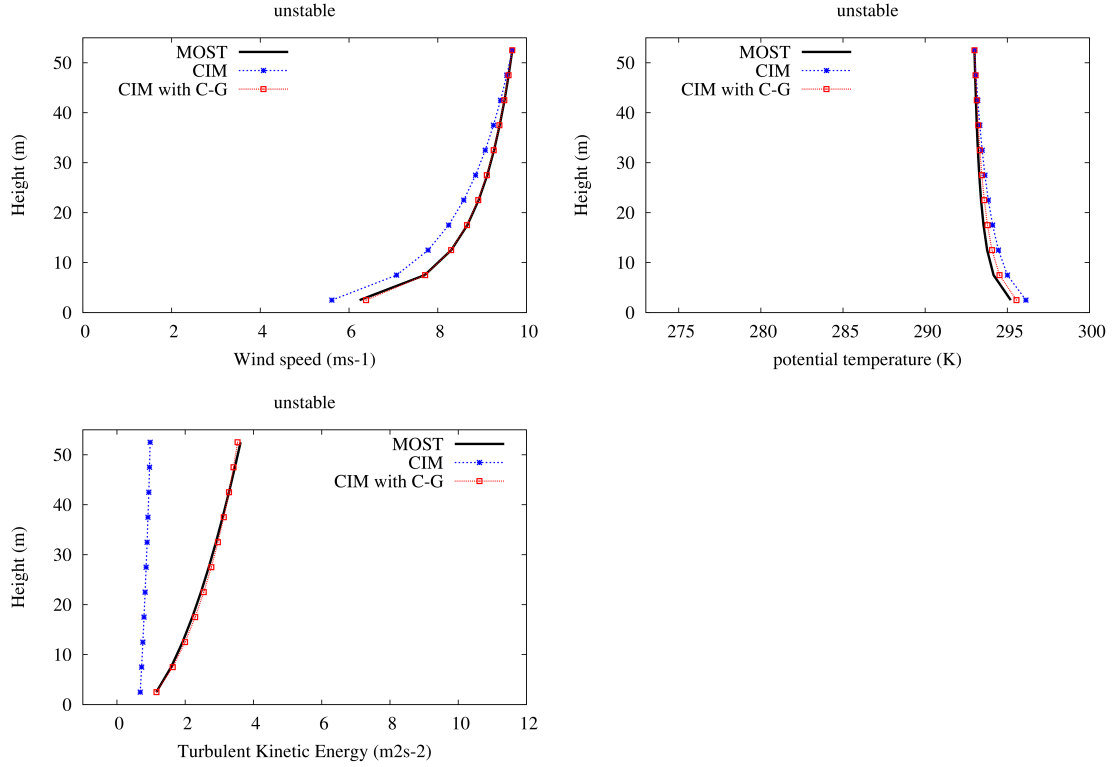 unstable
MOST
CIM
CIM with C-G
Height (m)
50
40
30
20
10
0
0 2 4 6 8 10
Wind speed (ms-1)
unstable
MOST
CIM
CIM with C-G
Height (m)
50
40
30
20
10
0
275 280 285 290 295 300
potential temperature (K)
unstable
MOST
CIM
CIM with C-G
Height (m)
50
40
30
20
10
0
0 2 4 6 8 10 12
Turbulent Kinetic Energy (m2s-2)